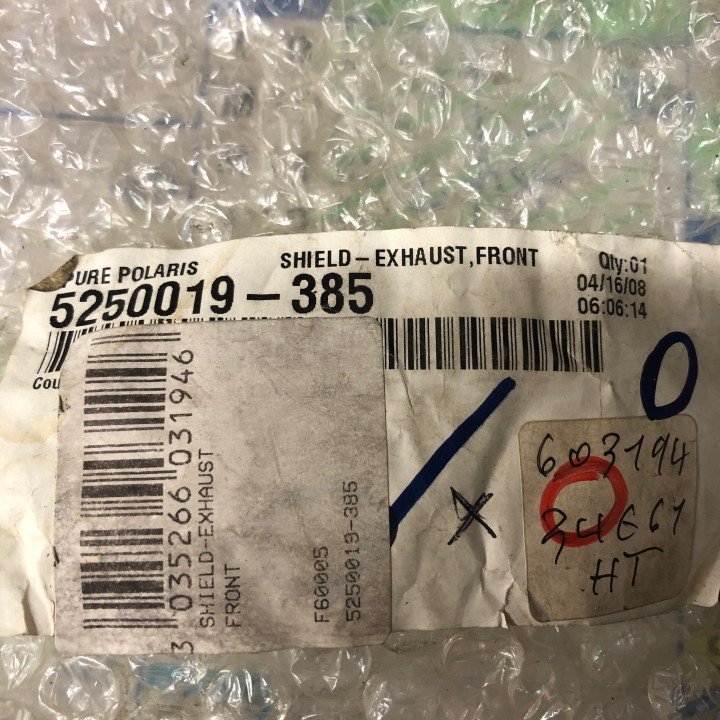 PURE POLARIS SHIELD-EXHAUST,FRONT Qty:01
5250019-385 04/16/08
06:06:14
Cou
3 035266 031946
SHIELD-EXHAUST
FRONT
F60005
5250019-385
O
X
603194
HT